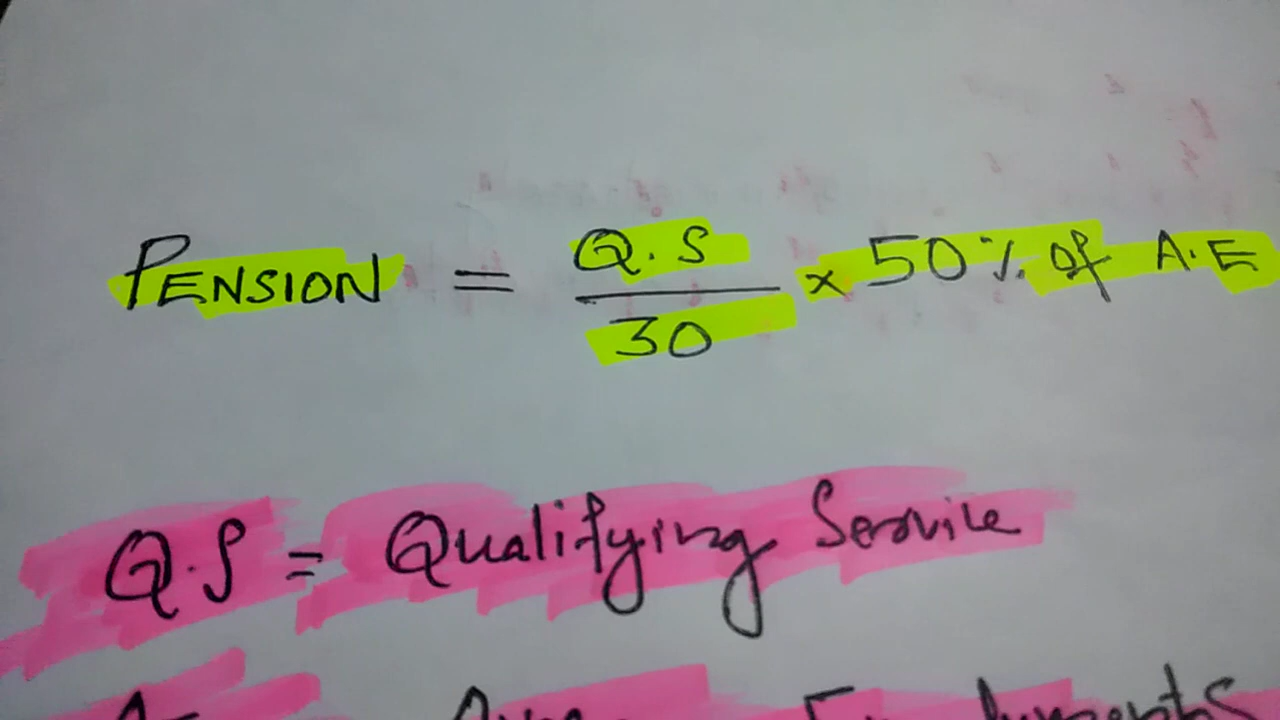 PENSION = Q.S / 30 × 50% of A.E
Q.S = Qualifying Service